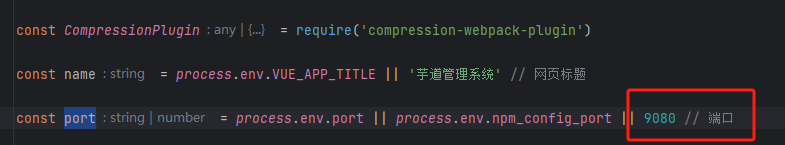 const CompressionPlugin : any | {...} = require('compression-webpack-plugin')
const name : string = process.env.VUE_APP_TITLE || '芋道管理系统' // 网页标题
const port : string | number = process.env.port || process.env.npm_config_port || 9080 // 端口